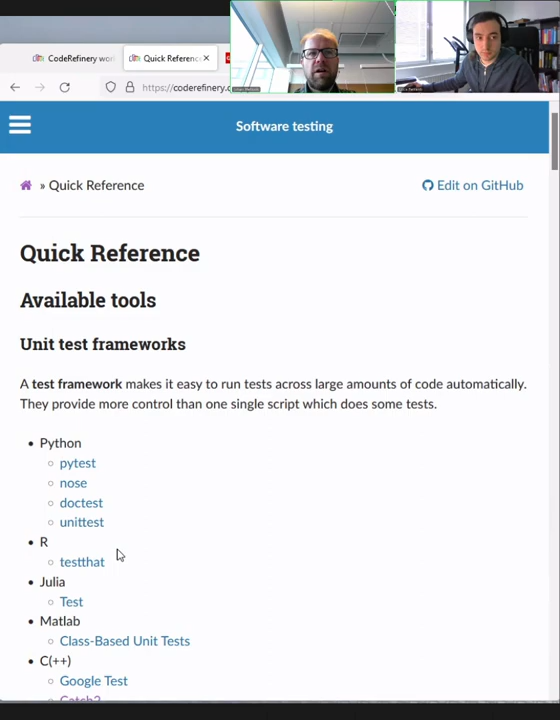 CodeRefinery wor
Quick Referenc
https://coderefinery.
Software testing
» Quick Reference
Edit on GitHub
Quick Reference
Available tools
Unit test frameworks
A test framework makes it easy to run tests across large amounts of code automatically.
They provide more control than one single script which does some tests.
Python
pytest
nose
doctest
unittest
R
testthat
Julia
Test
Matlab
Class-Based Unit Tests
C(++)
Google Test
Catch2